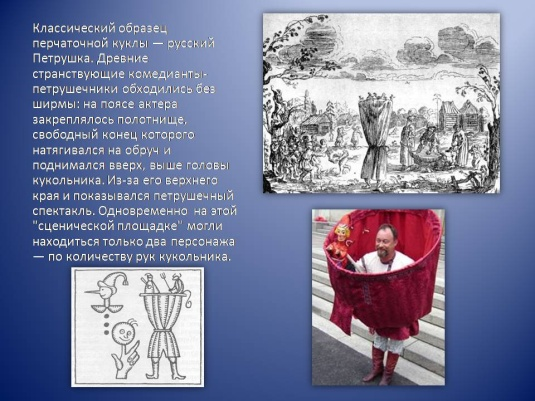 Классический образец
перчаточной куклы — русский
Петрушка. Древние
странствующие комедианты-
петрушечники обходились без
ширмы: на поясе актера
закреплялось полотнище,
свободный конец которого
натягивался на обруч и
поднимался вверх, выше головы
кукольника. Из-за его верхнего
края и показывался петрушечный
спектакль. Одновременно на этой
"сценической площадке" могли
находиться только два персонажа
— по количеству рук кукольника.